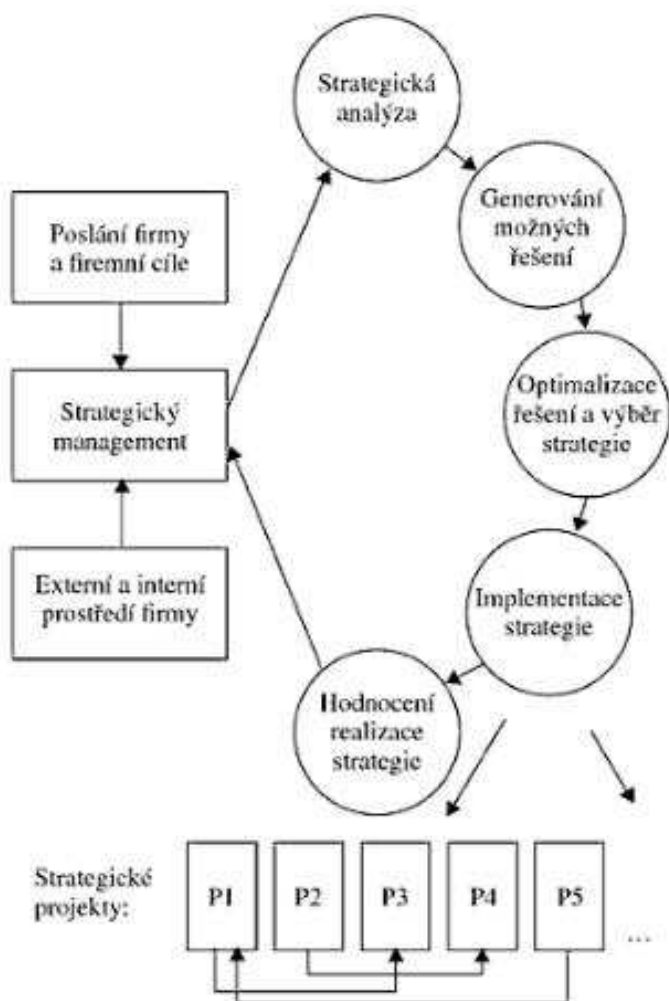 Strategická
analýza
Generování
možných
řešení
Poslání firmy
a firemní cíle
Strategický
management
Optimalizace
řešení a výběr
strategie
Externí a interní
prostředí firmy
Implementace
strategie
Hodnocení
realizace
strategie
Strategické
projekty:
P1 P2 P3 P4 P5 ...